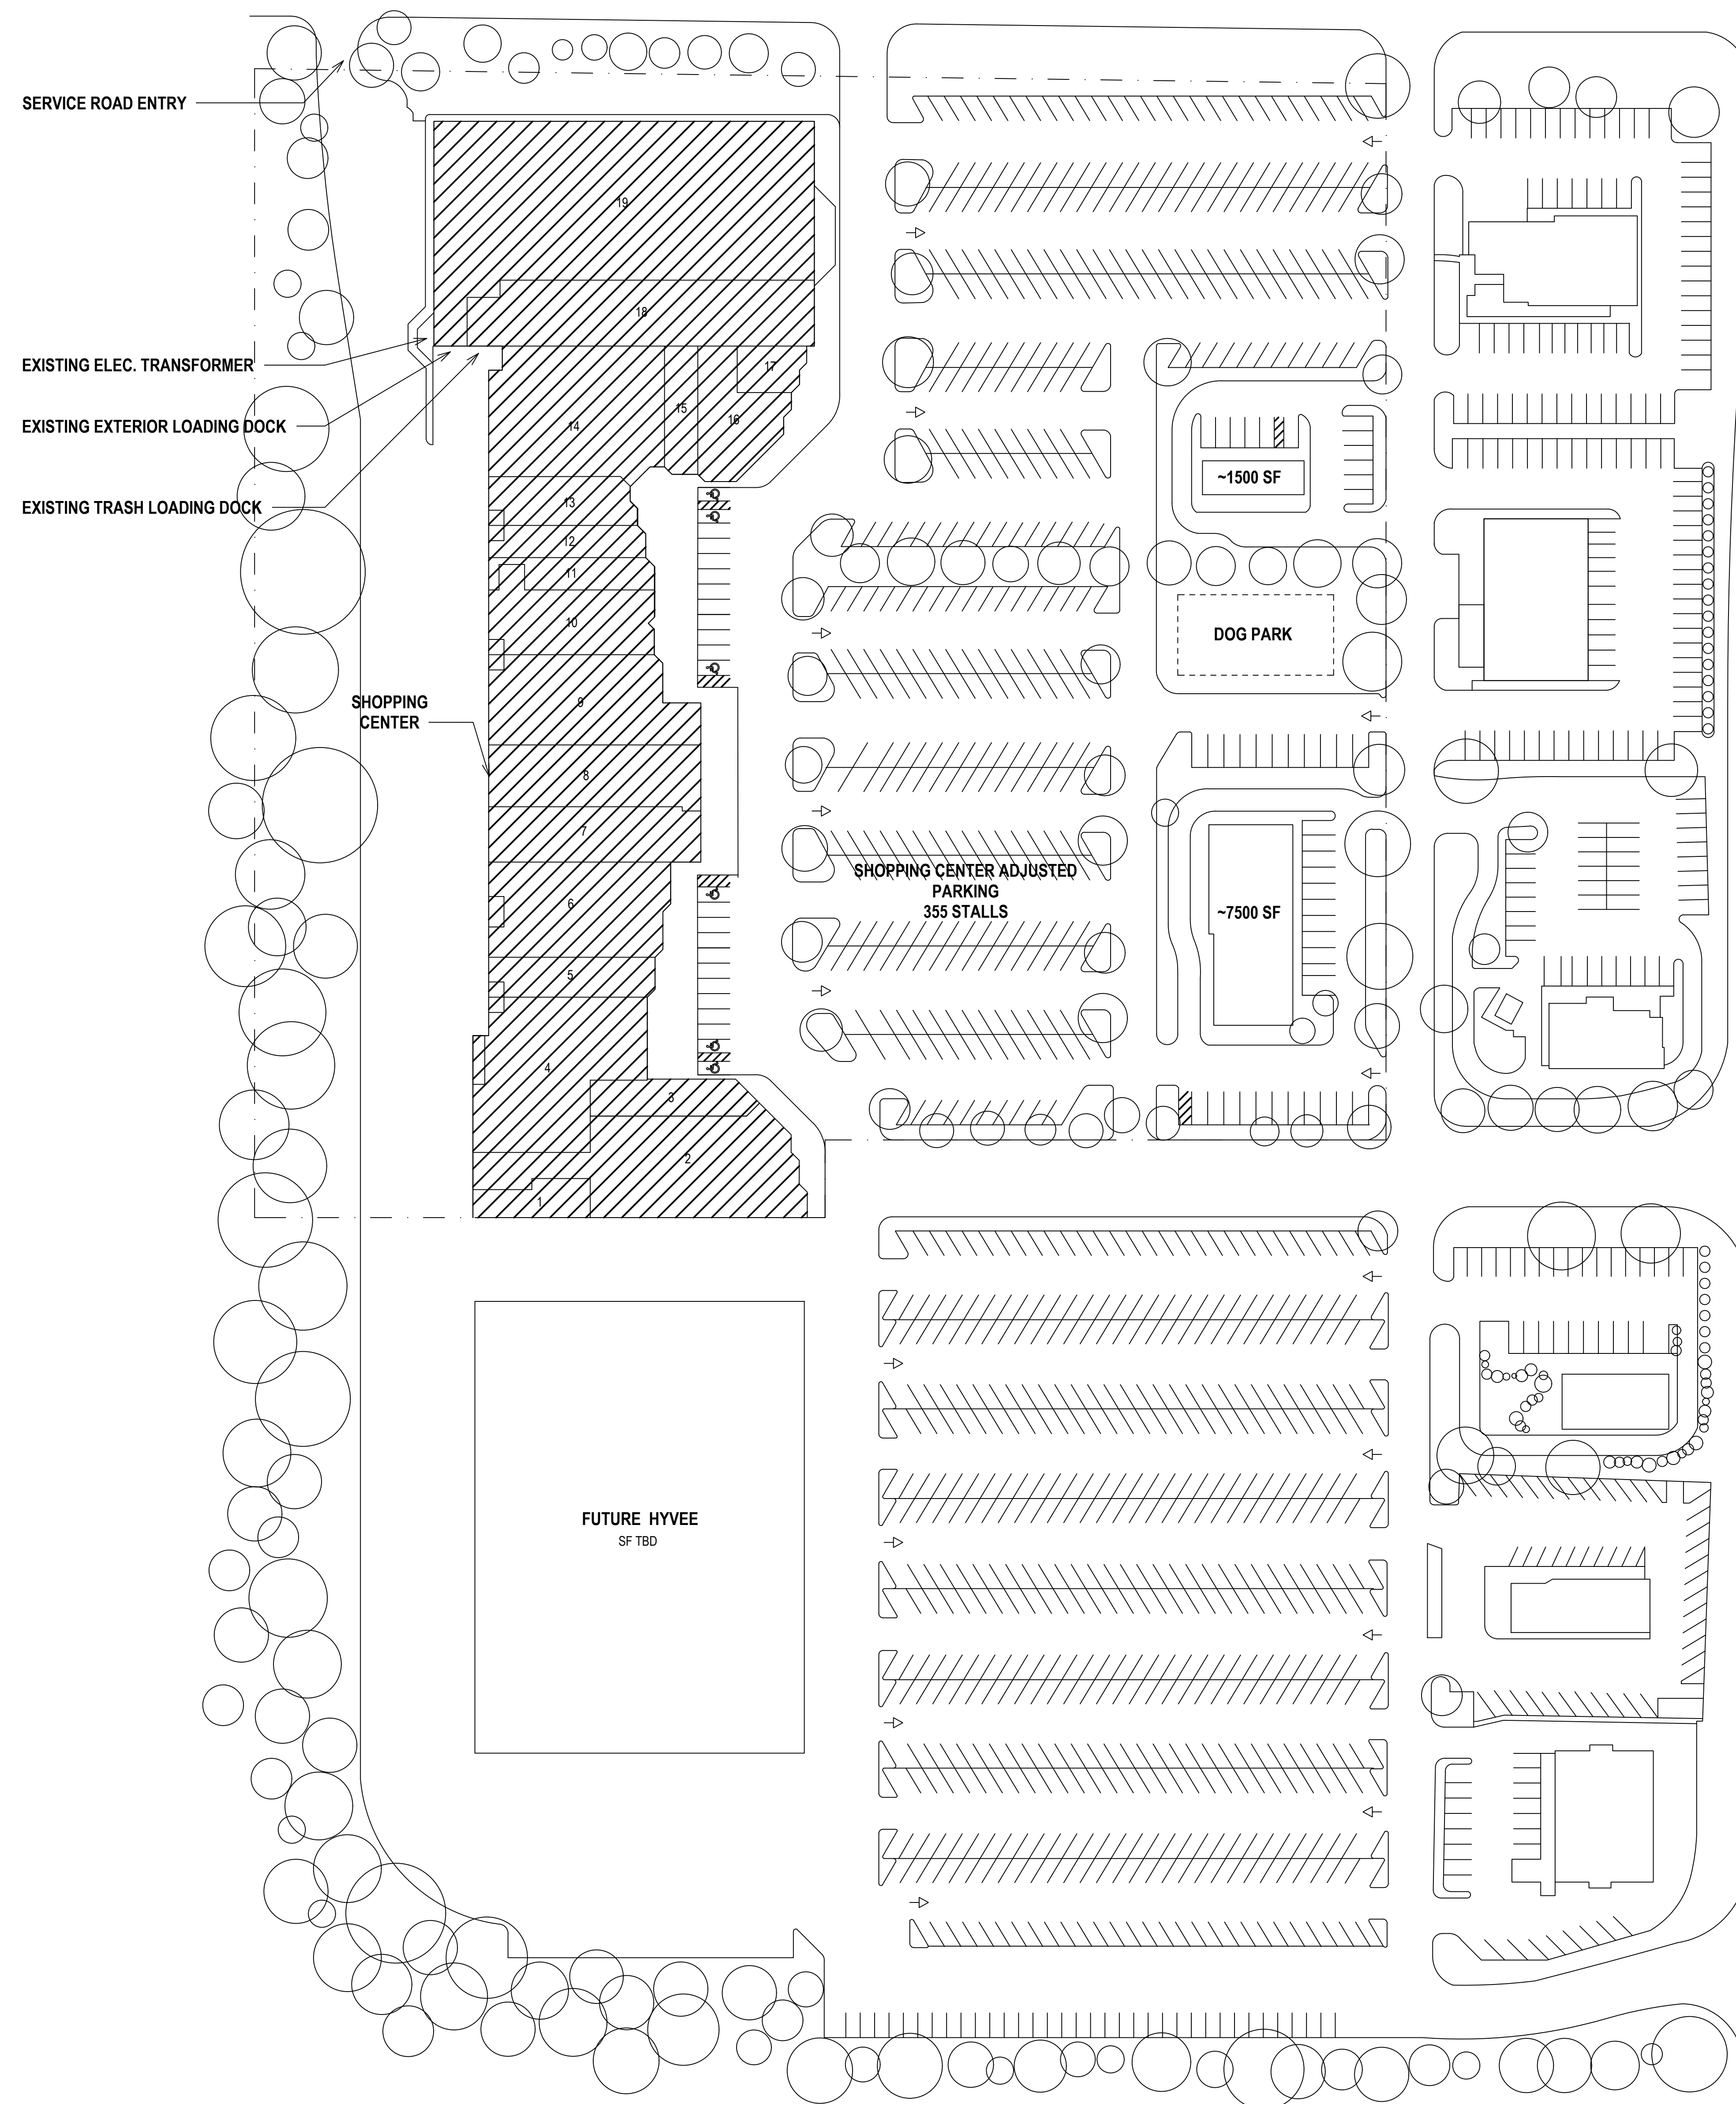 SERVICE ROAD ENTRY
19
18
EXISTING ELEC. TRANSFORMER
17
15
16
14
EXISTING EXTERIOR LOADING DOCK
~1500 SF
EXISTING TRASH LOADING DOCK
13
12
11
10
DOG PARK
SHOPPING
CENTER
9
8
7
SHOPPING CENTER ADJUSTED
PARKING
355 STALLS
6
~7500 SF
5
4
3
2
1
FUTURE HYVEE
SF TBD